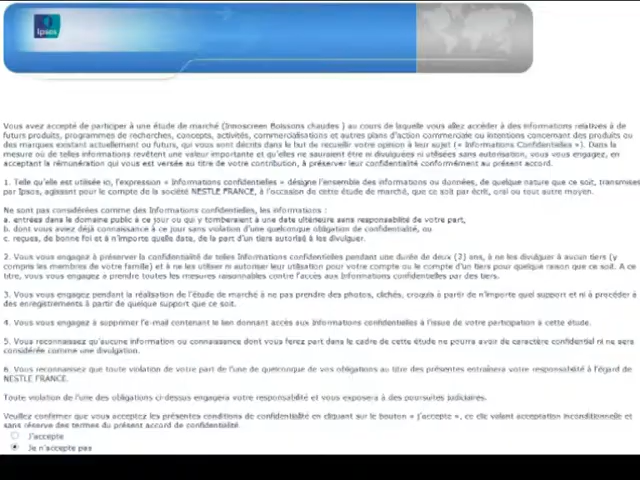 Ipsos
Vous avez accepté de participer à une étude de marché (Innoscreen Boissons chaudes ) au cours de laquelle vous allez accéder à des informations relatives à de
futurs produits, programmes de recherches, concepts, activités, commercialisations et autres plans d'action commerciale ou intentions concernant des produits ou
des marques existant actuellement ou futurs, qui vous sont décrits dans le but de recueillir votre opinion à leur sujet (« Informations Confidentielles »). Dans la
mesure où de telles informations revêtent une valeur importante et qu'elles ne sauraient être ni divulguées ni utilisées sans autorisation, vous vous engagez, en
acceptant la rémunération qui vous est versée au titre de votre contribution, à préserver leur confidentialité conformément au présent accord.
1. Telle qu'elle est utilisée ici, l'expression « Informations confidentielles » désigne l'ensemble des informations ou données, de quelque nature que ce soit, transmises
par Ipsos, agissant pour le compte de la société NESTLE FRANCE, à l'occasion de cette étude de marché, que ce soit par écrit, oral ou tout autre moyen.
Ne sont pas considérées comme des Informations confidentielles, les informations :
a. entrées dans le domaine public à ce jour ou qui y tomberaient à une date ultérieure sans responsabilité de votre part,
b. dont vous aviez déjà connaissance à ce jour sans violation d'une quelconque obligation de confidentialité, ou
c. reçues, de bonne foi et à n'importe quelle date, de la part d'un tiers autorisé à les divulguer.
2. Vous vous engagez à préserver la confidentialité de telles Informations confidentielles pendant une durée de deux (2) ans, à ne les divulguer à aucun tiers (y
compris les membres de votre famille) et à ne les utiliser ni autoriser leur utilisation pour votre compte ou le compte d'un tiers pour quelque raison que ce soit. A ce
titre, vous vous engagez à prendre toutes les mesures raisonnables contre l'accès aux Informations Confidentielles par des tiers.
3. Vous vous engagez pendant la réalisation de l'étude de marché à ne pas prendre des photos, clichés, croquis à partir de n'importe quel support et ni à procéder à
des enregistrements à partir de quelque support que ce soit.
4. Vous vous engagez à supprimer l'e-mail contenant le lien donnant accès aux Informations confidentielles à l'issue de votre participation à cette étude.
5. Vous reconnaissez qu'aucune information ou connaissance dont vous ferez part dans le cadre de cette étude ne pourra avoir de caractère confidentiel ni ne sera
considérée comme une divulgation.
6. Vous reconnaissez que toute violation de votre part de l'une de quelconque de vos obligations au titre des présentes entraînera votre responsabilité à l'égard de
NESTLE FRANCE.
Toute violation de l'une des obligations ci-dessus engagera votre responsabilité et vous exposera à des poursuites judiciaires.
Veuillez confirmer que vous acceptez les présentes conditions de confidentialité en cliquant sur le bouton « j'accepte », ce clic valant acceptation inconditionnelle et
sans réserve des termes du présent accord de confidentialité
J'accepte
Je n'accepte pas